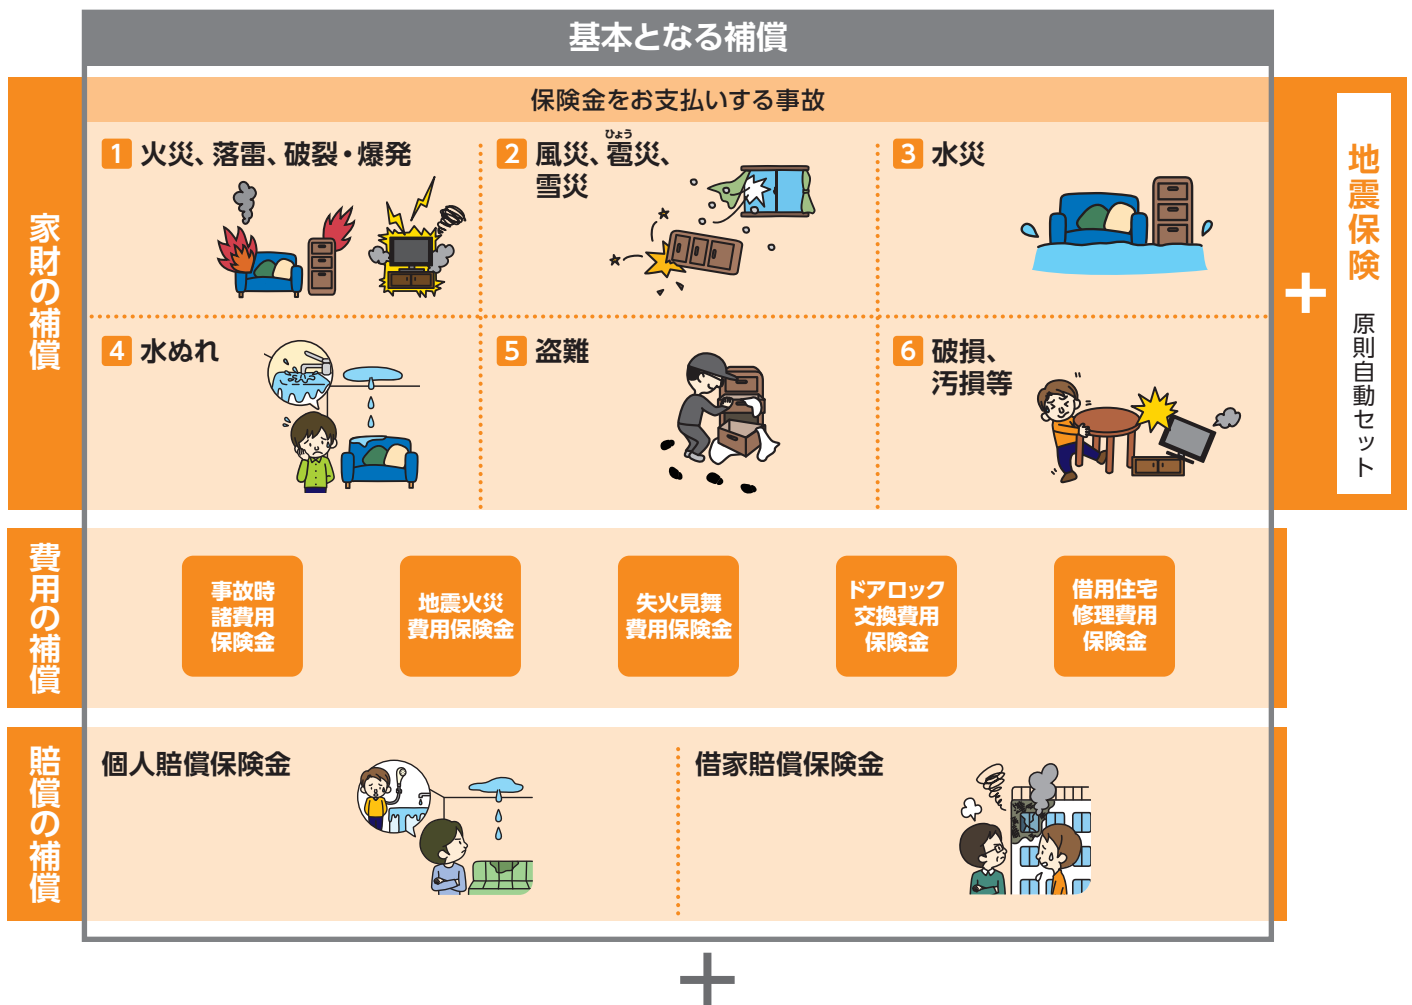 基本となる補償
保険金をお支払いする事故
家財の補償
1 火災、落雷、破裂・爆発
2 風災、雹災、
ひょう
雪災
3 水災
4 水ぬれ
5 盗難
6 破損、
汚損等
+
地震保険
原則自動セット
費用の補償
事故時
諸費用
保険金
地震火災
費用保険金
失火見舞
費用保険金
ドアロック
交換費用
保険金
借用住宅
修理費用
保険金
賠償の補償
個人賠償保険金
借家賠償保険金
+